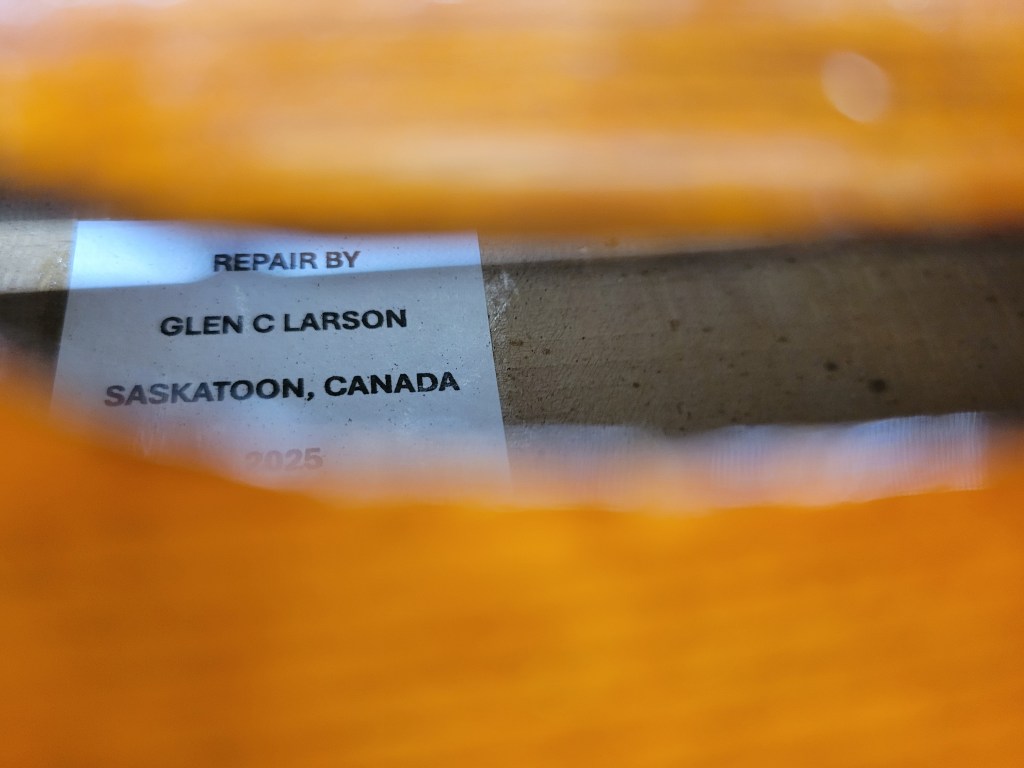 REPAIR BY
GLEN C LARSON
SASKATOON, CANADA
2025